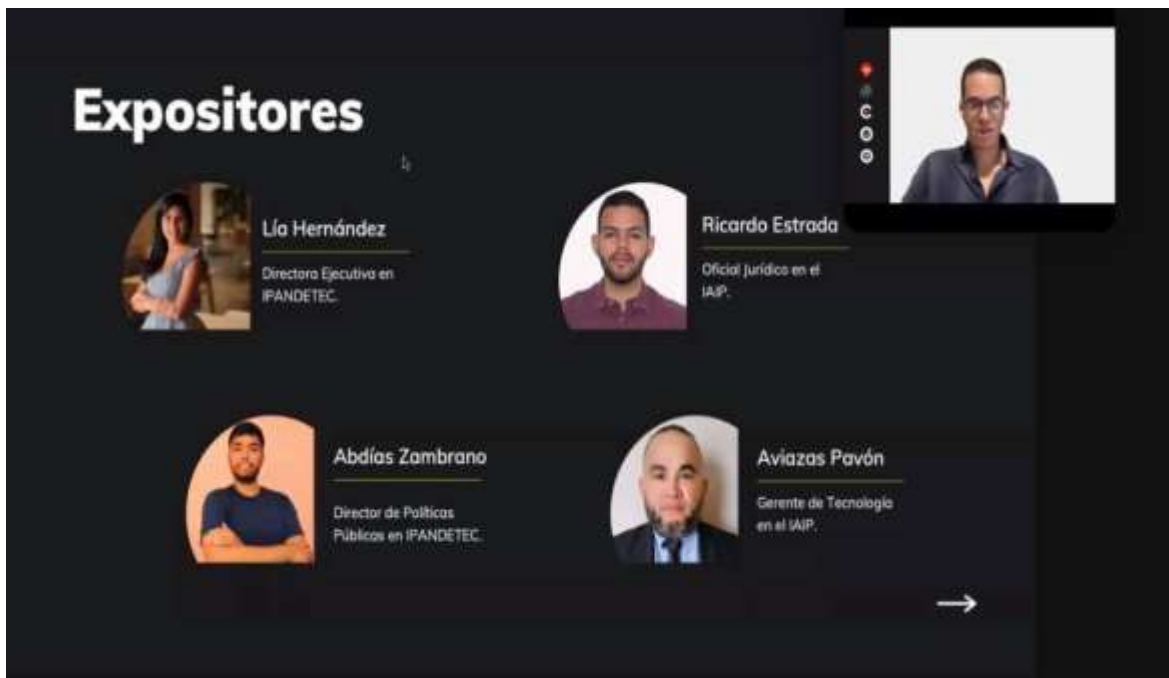 Expositores
Lía Hernández
Directora Ejecutiva en
IPANDETEC.
Ricardo Estrada
Oficial Jurídico en el
IAIP.
Abdías Zambrano
Director de Políticas
Públicas en IPANDETEC.
Aviazas Pavón
Gerente de Tecnología
en el IAIP.